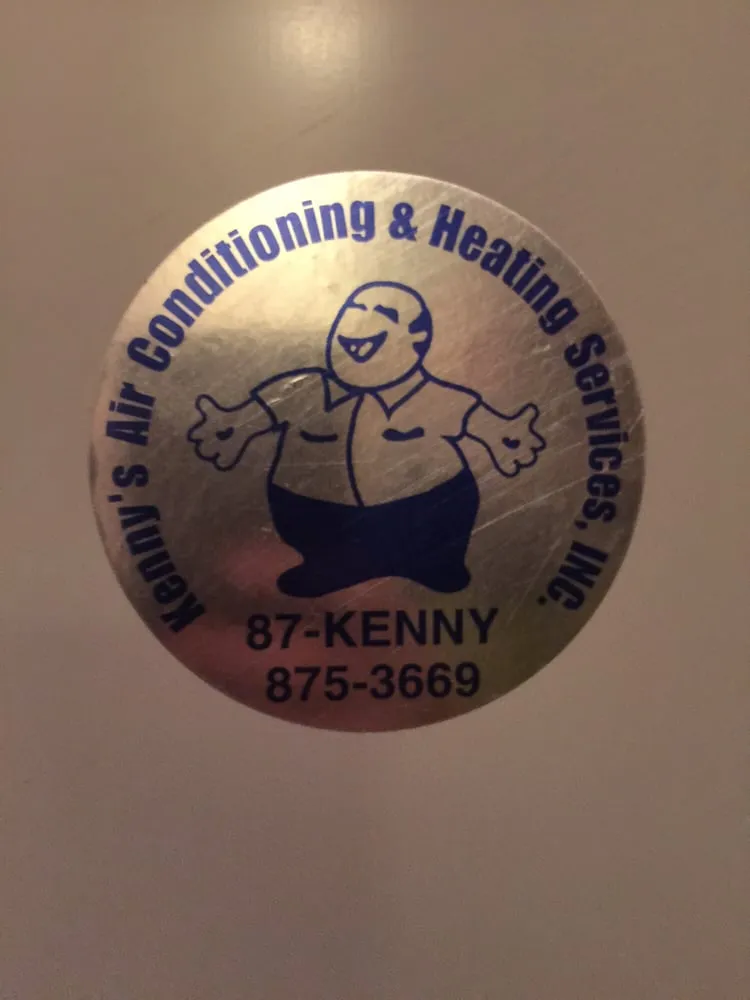 Kenny's Air Conditioning & Heating Services, INC.
87-KENNY
875-3669